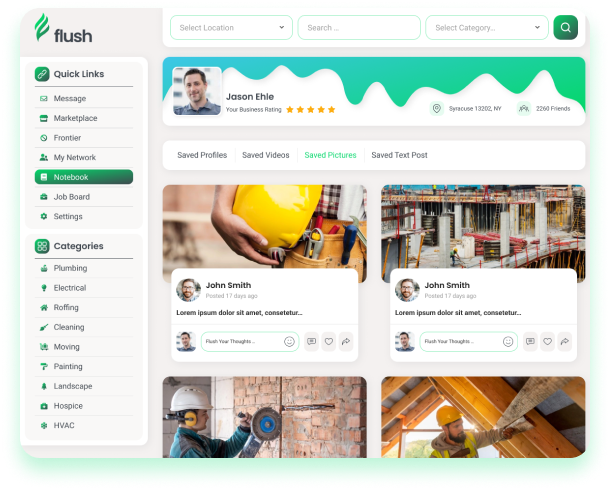 flush
Select Location
Search ...
Select Category...
Quick Links
Message
Marketplace
Frontier
My Network
Notebook
Job Board
Settings
Categories
Plumbing
Electrical
Roffing
Cleaning
Moving
Painting
Landscape
Hospice
HVAC
Jason Ehle
Your Business Rating
Syracuse 13202, NY
2260 Friends
Saved Profiles
Saved Videos
Saved Pictures
Saved Text Post
John Smith
Posted 17 days ago
Lorem ipsum dolor sit amet, consetetur...
Flush Your Thoughts...
John Smith
Posted 17 days ago
Lorem ipsum dolor sit amet, consetetur...
Flush Your Thoughts...